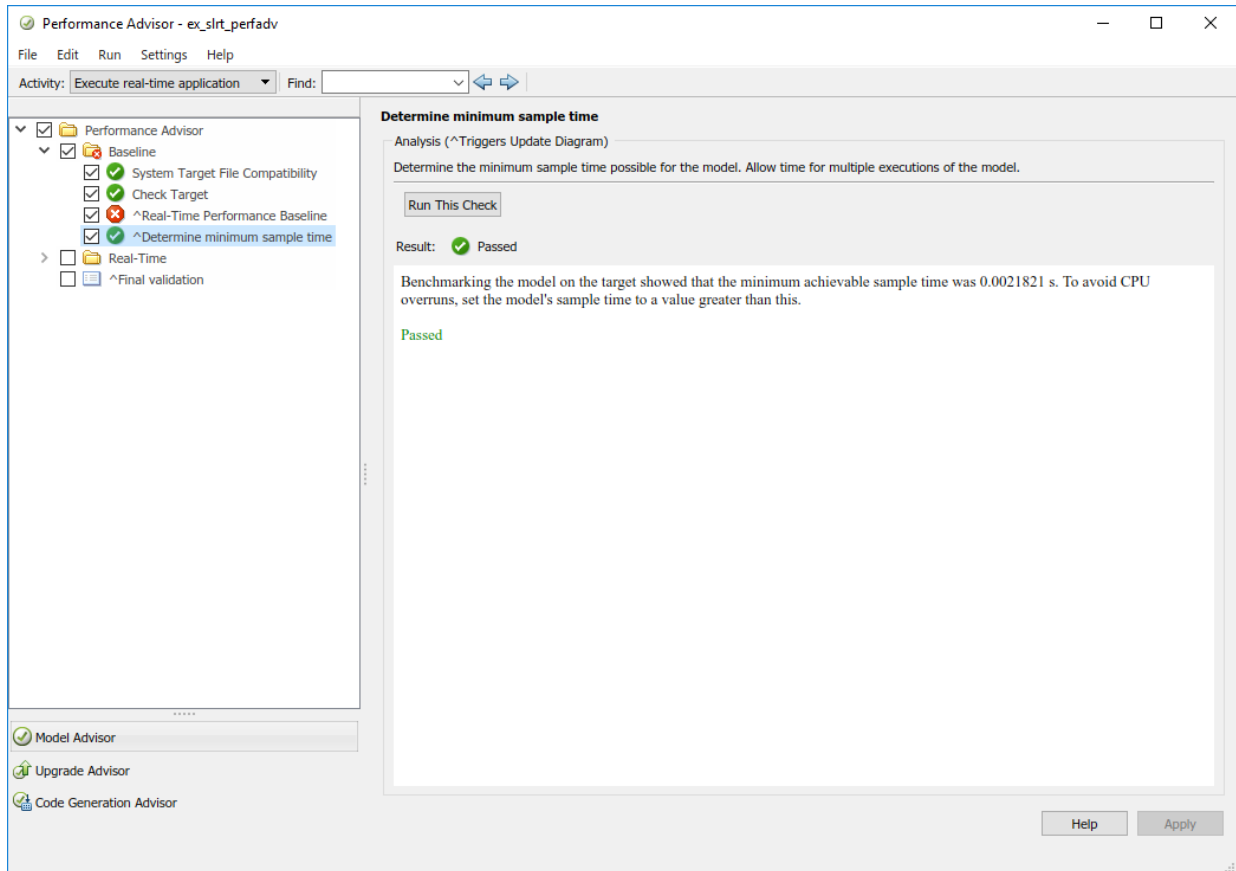 Performance Advisor - ex_slrt_perfadv
File Edit Run Settings Help
Activity: Execute real-time application Find:
Performance Advisor
Baseline
System Target File Compatibility
Check Target
^Real-Time Performance Baseline
^Determine minimum sample time
Real-Time
^Final validation
Model Advisor
Upgrade Advisor
Code Generation Advisor
Determine minimum sample time
Analysis (^Triggers Update Diagram)
Determine the minimum sample time possible for the model. Allow time for multiple executions of the model.
Run This Check
Result: Passed
Benchmarking the model on the target showed that the minimum achievable sample time was 0.0021821 s. To avoid CPU
overruns, set the model's sample time to a value greater than this.
Passed
Help Apply